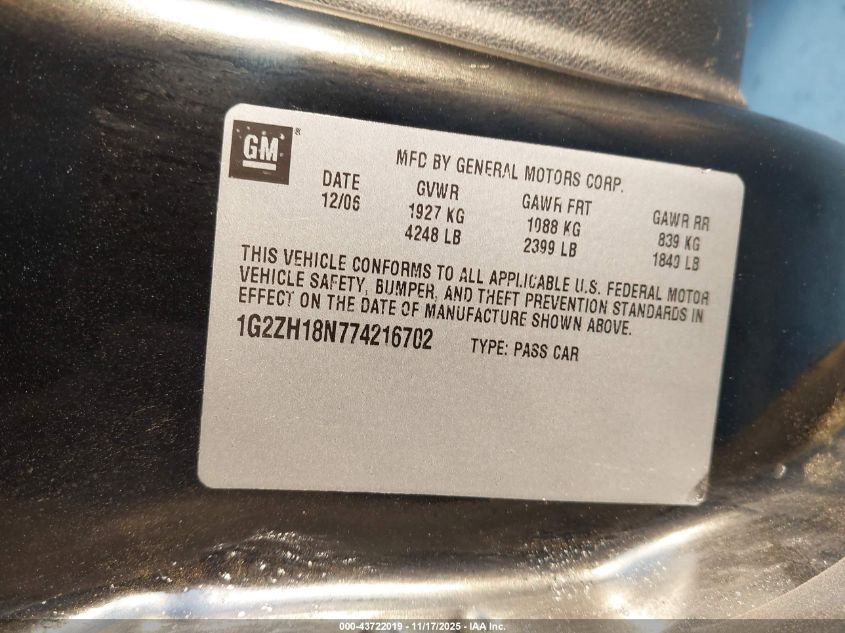 GM ®
MFD BY GENERAL MOTORS CORP.
DATE GVWR GAWR FRT GAWR RR
12/06 1927 KG 1088 KG 839 KG
4248 LB 2399 LB 1849 LB
THIS VEHICLE CONFORMS TO ALL APPLICABLE U.S. FEDERAL MOTOR
VEHICLE SAFETY, BUMPER, AND THEFT PREVENTION STANDARDS IN
EFFECT ON THE DATE OF MANUFACTURE SHOWN ABOVE.
1G2ZH18N774216702 TYPE: PASS CAR
000-43722019 - 11/17/2025 - IAA Inc.